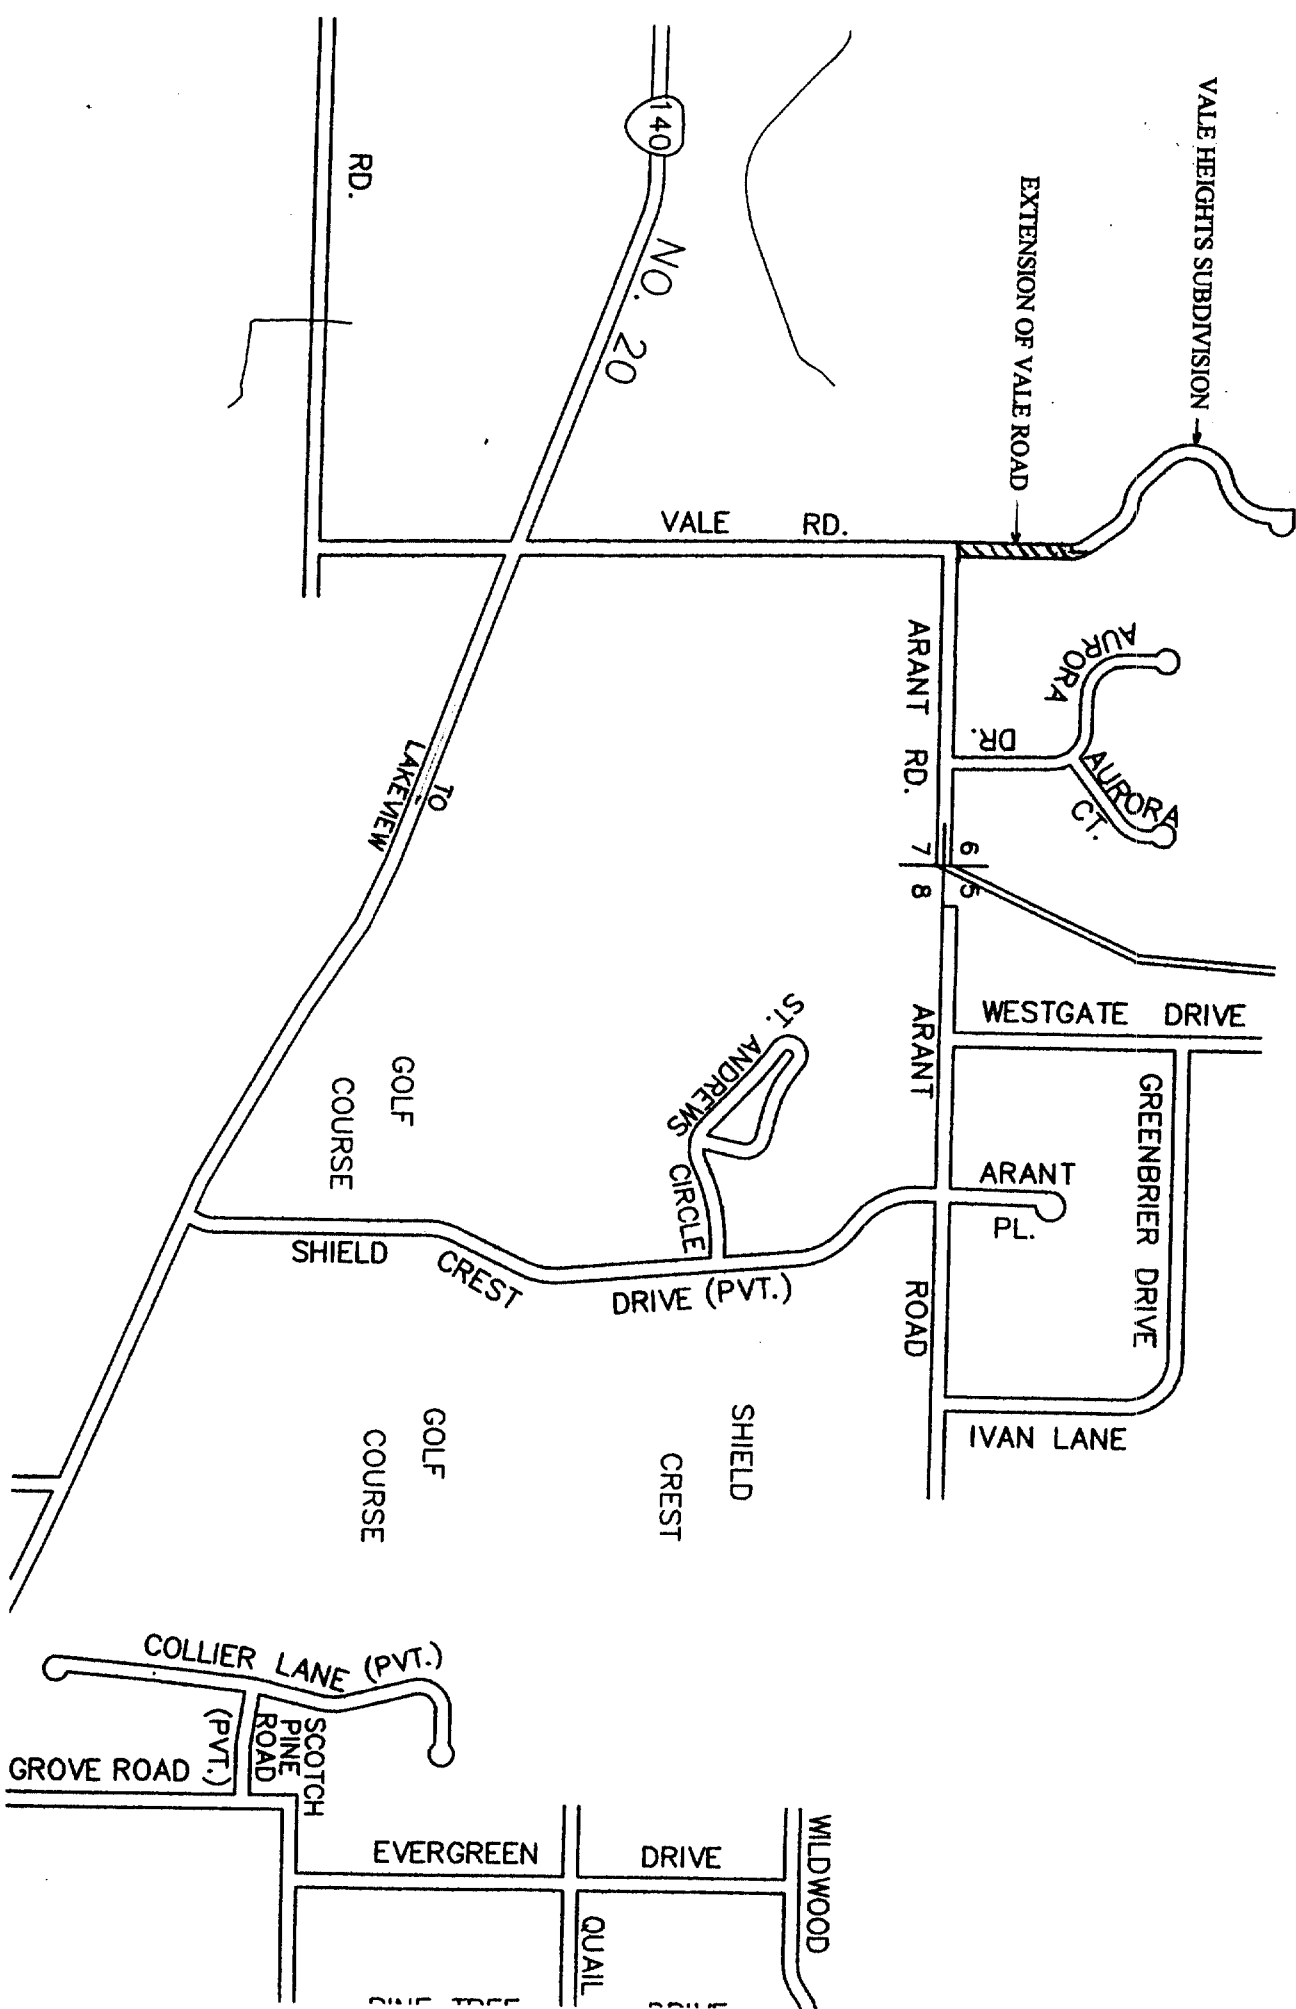 VALE HEIGHTS SUBDIVISION
EXTENSION OF VALE ROAD
140
NO. 20
RD.
VALE RD.
ARANT RD.
AURORA
DR.
AURORA
CT.
6
5
7
8
TO
LAKEVIEW
WESTGATE DRIVE
GREENBRIER DRIVE
ARANT
PL.
IVAN LANE
ARANT ROAD
ST. ANDREWS CIRCLE
GOLF
COURSE
SHIELD CREST DRIVE (PVT.)
SHIELD
CREST
GOLF
COURSE
COLLIER LANE (PVT.)
SCOTCH
PINE
ROAD
(PVT.)
GROVE ROAD
EVERGREEN DRIVE
WILDWOOD
QUAIL